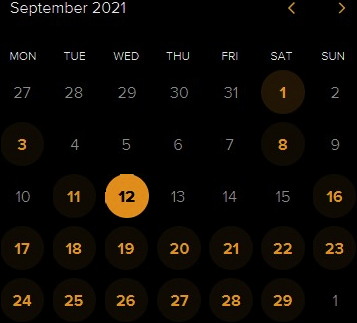 September 2021 < >
MON TUE WED THU FRI SAT SUN
27 28 29 30 31 1 2
3 4 5 6 7 8 9
10 11 12 13 14 15 16
17 18 19 20 21 22 23
24 25 26 27 28 29 1